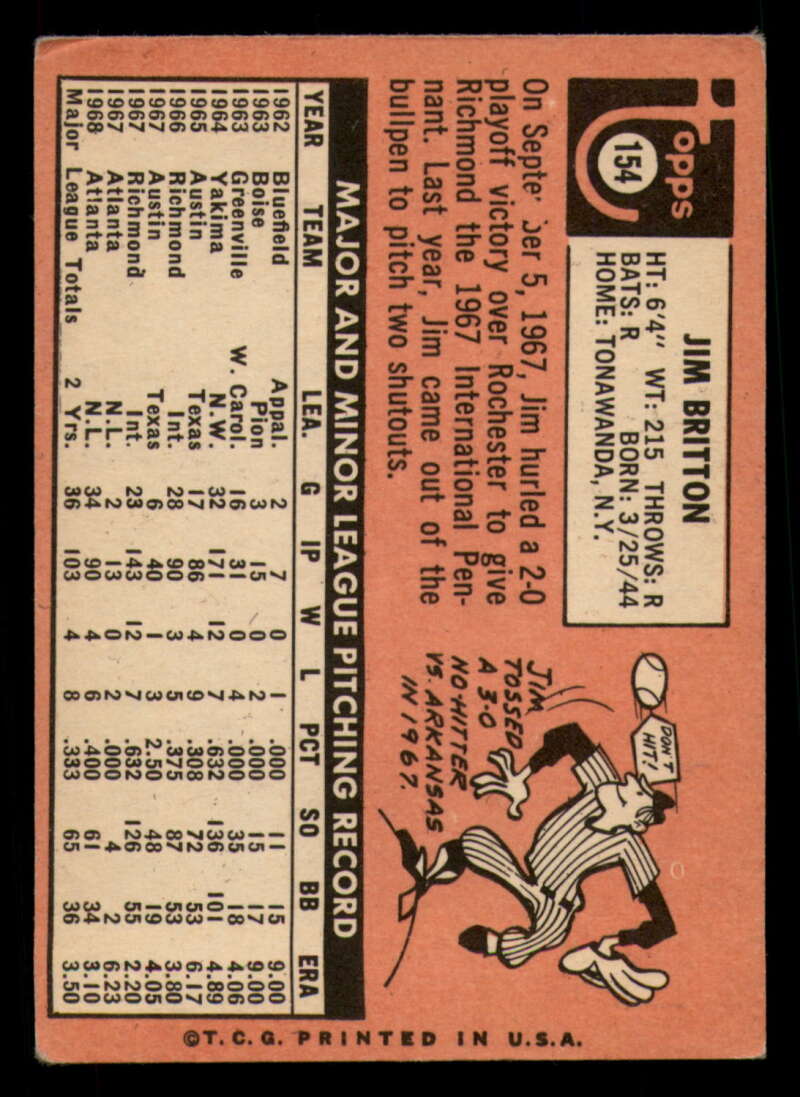 Topps
154
JIM BRITTON
HT: 6'4" WT: 215 THROWS: R
BATS: R BORN: 3/25/44
HOME: TONAWANDA, N.Y.
On Septe ber 5, 1967, Jim hurled a 2-0
playoff victory over Rochester to give
Richmond the 1967 International Pen-
nant. Last year, Jim came out of the
bullpen to pitch two shutouts.
DON'T
HIT!
JIM
TOSSED
A 3-0
NO-HITTER
VS. ARKANSAS
IN 1967.
MAJOR AND MINOR LEAGUE PITCHING RECORD
YEAR TEAM LEA. G IP W L PCT SO BB ERA
1962 Bluefield Appal. 2 7 0 1 .000 11 15 9.00
1963 Boise Pion 3 15 0 2 .000 15 17 9.00
1963 Greenville W. Carol. 16 31 0 4 .000 35 18 4.06
1964 Yakima N.W. 32 171 12 7 .632 136 101 4.89
1965 Austin Texas 17 86 4 9 .308 72 53 6.17
1966 Richmond Int. 28 90 3 5 .375 87 53 3.80
1967 Austin Texas 6 40 1 3 2.50 48 19 4.05
1967 Richmond Int. 23 143 12 7 .632 126 55 2.20
1967 Atlanta N.L. 2 13 0 2 .000 4 2 6.23
1968 Atlanta N.L. 34 90 4 6 .400 61 34 3.10
Major League Totals 2 Yrs. 36 103 4 8 .333 65 36 3.50
©T.C.G. PRINTED IN U.S.A.